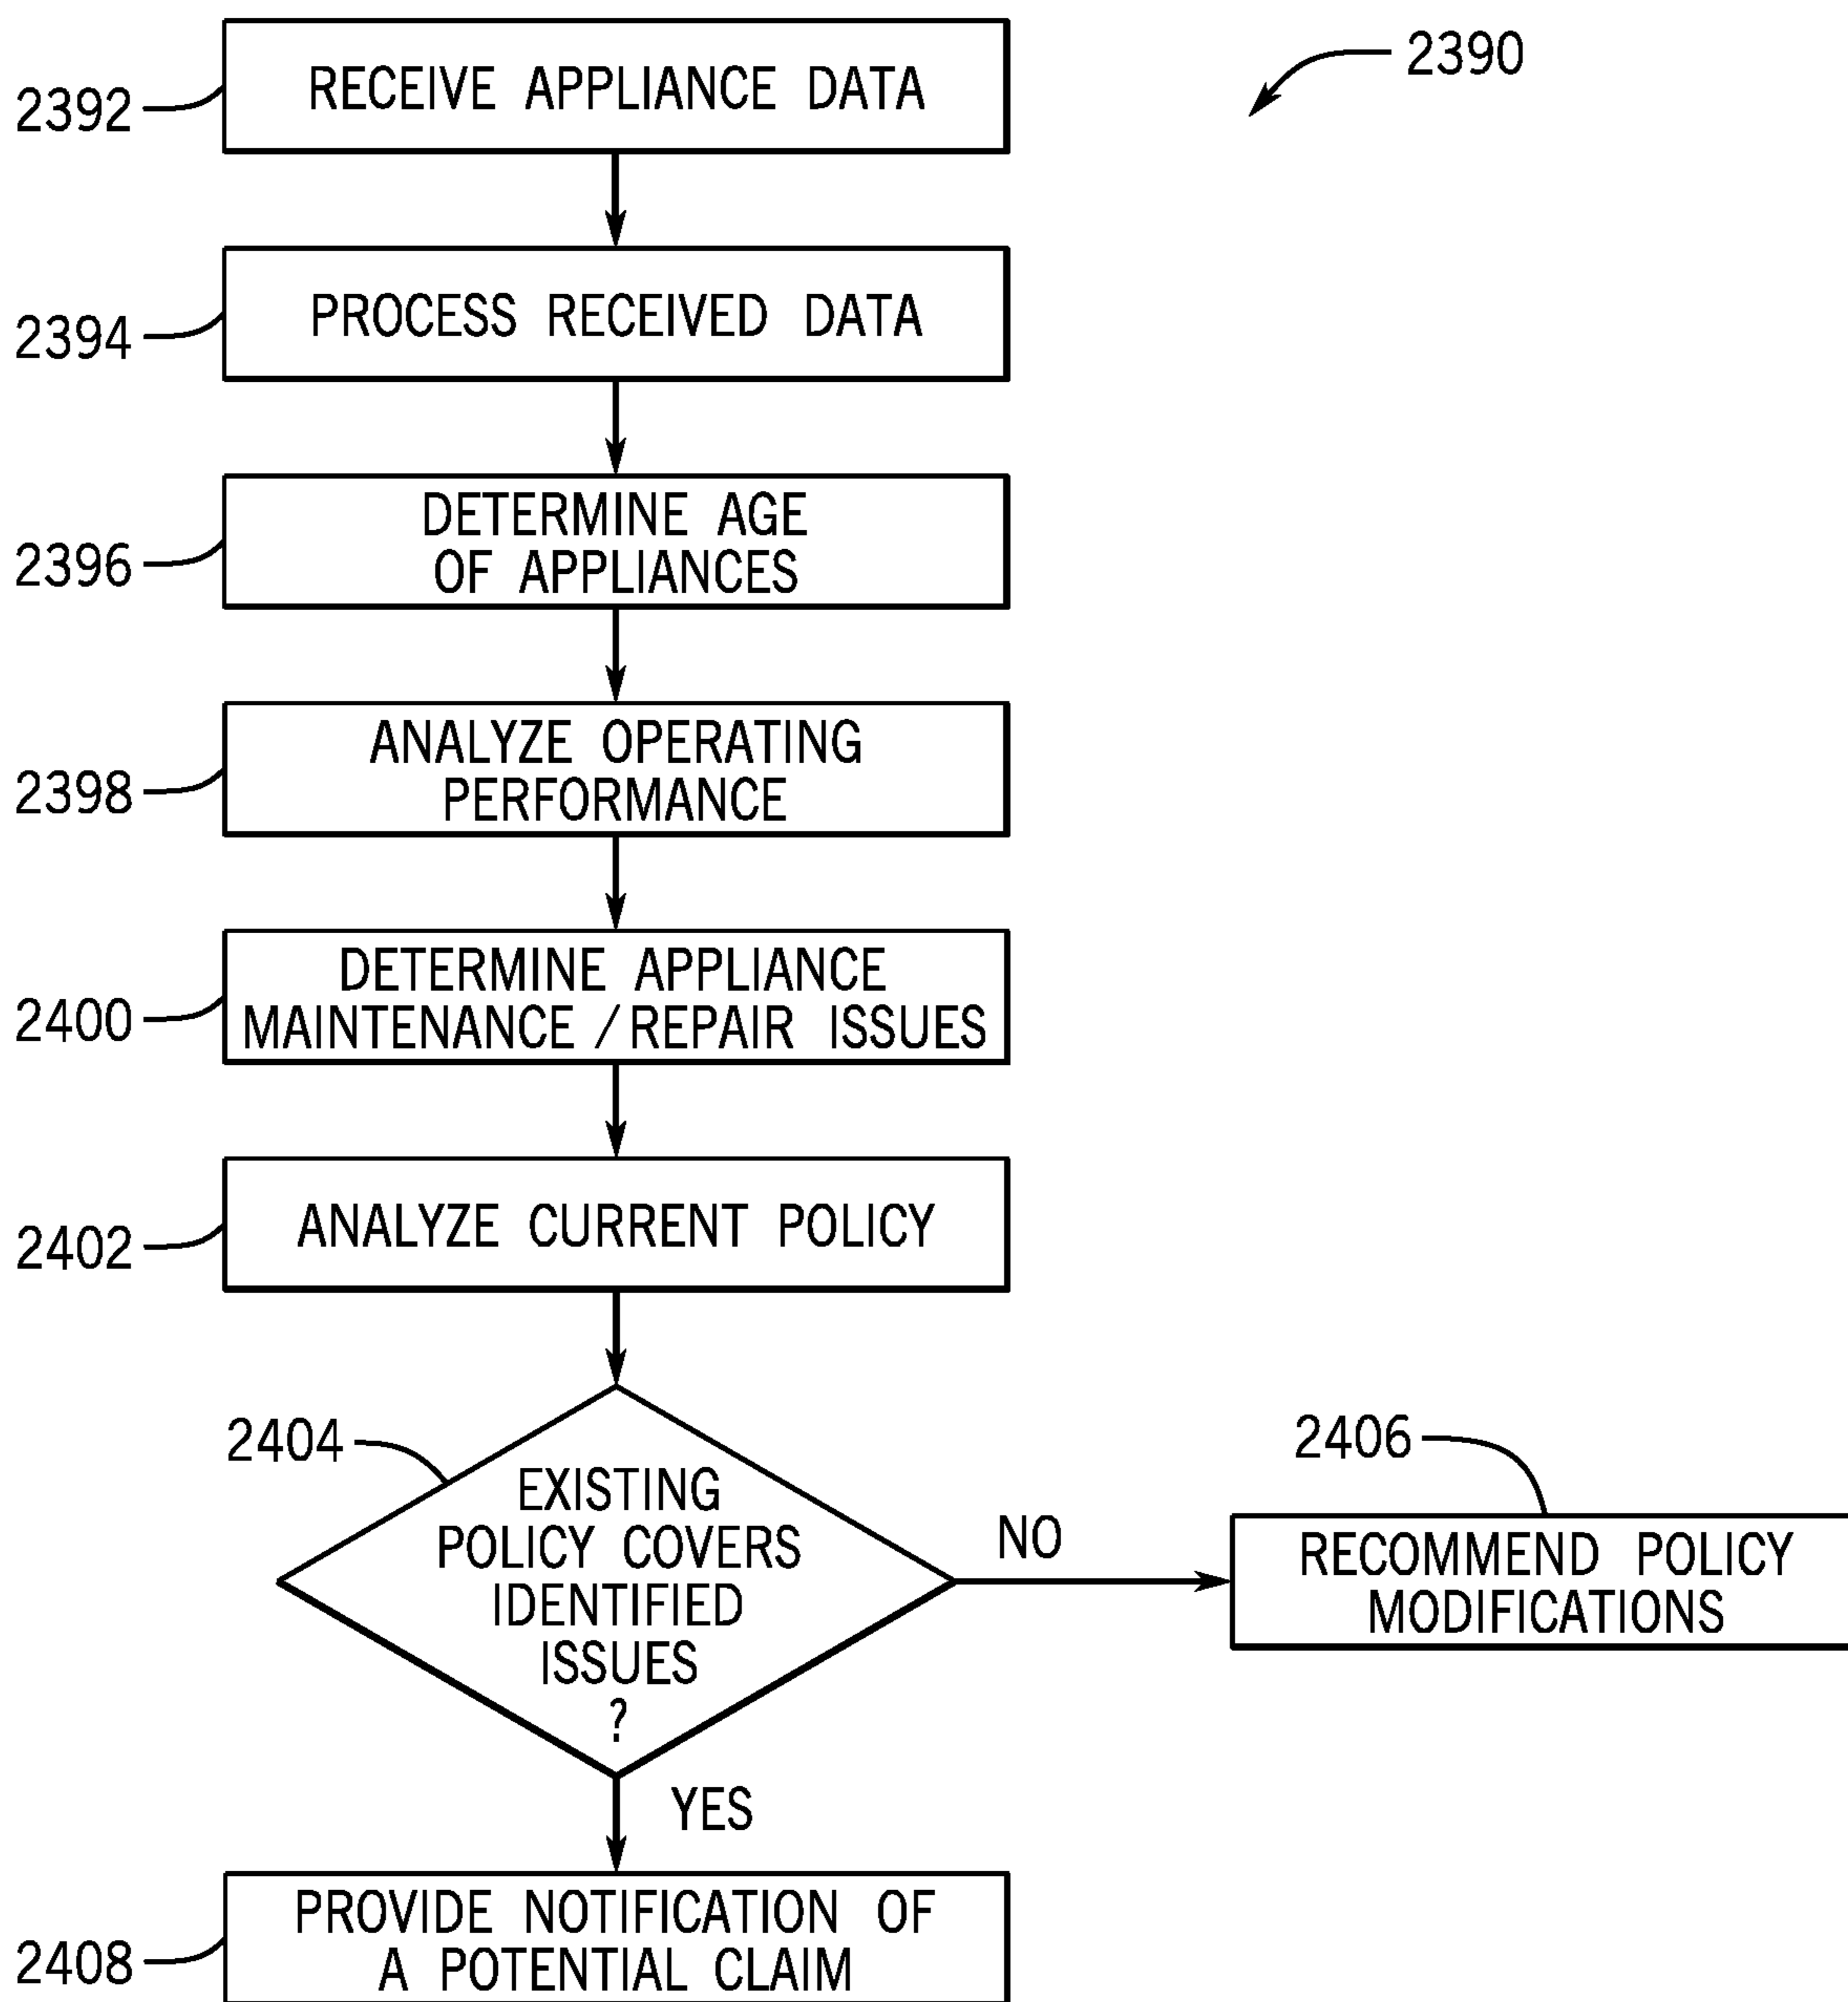 2390
2392
RECEIVE APPLIANCE DATA
2394
PROCESS RECEIVED DATA
2396
DETERMINE AGE
OF APPLIANCES
2398
ANALYZE OPERATING
PERFORMANCE
2400
DETERMINE APPLIANCE
MAINTENANCE / REPAIR ISSUES
2402
ANALYZE CURRENT POLICY
2404
EXISTING
POLICY COVERS
IDENTIFIED
ISSUES
?
NO
2406
RECOMMEND POLICY
MODIFICATIONS
YES
2408
PROVIDE NOTIFICATION OF
A POTENTIAL CLAIM